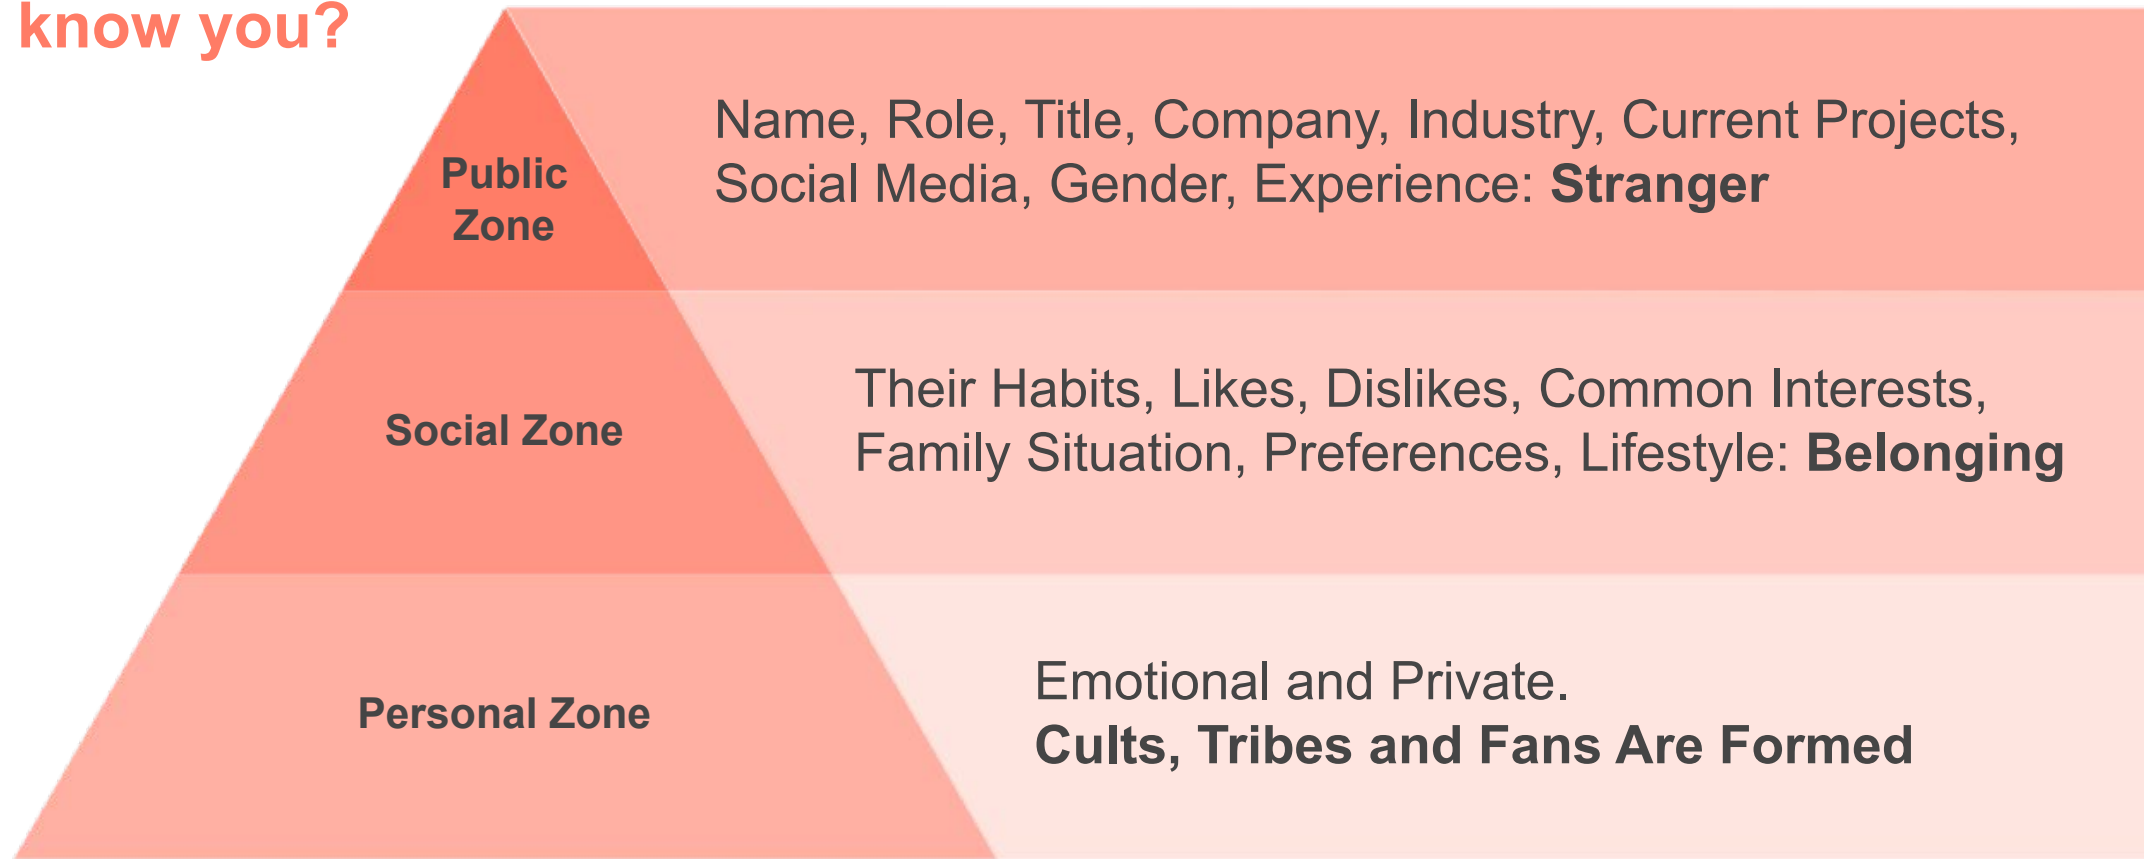 know you?
Public
Zone
Name, Role, Title, Company, Industry, Current Projects,
Social Media, Gender, Experience: Stranger
Social Zone
Their Habits, Likes, Dislikes, Common Interests,
Family Situation, Preferences, Lifestyle: Belonging
Personal Zone
Emotional and Private.
Cults, Tribes and Fans Are Formed